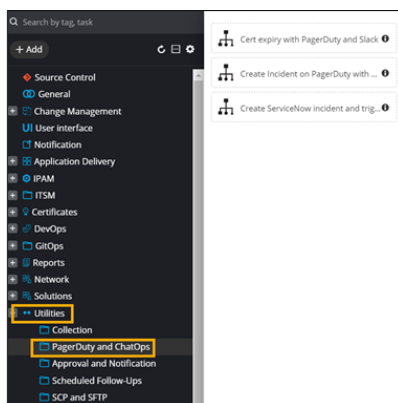 Search by tag, task
+ Add
Source Control
General
Change Management
UI User interface
Notification
Application Delivery
IPAM
ITSM
Certificates
DevOps
GitOps
Reports
Network
Solutions
Utilities
Collection
PagerDuty and ChatOps
Approval and Notification
Scheduled Follow-Ups
SCP and SFTP
Cert expiry with PagerDuty and Slack
Create Incident on PagerDuty with ...
Create ServiceNow incident and trig...